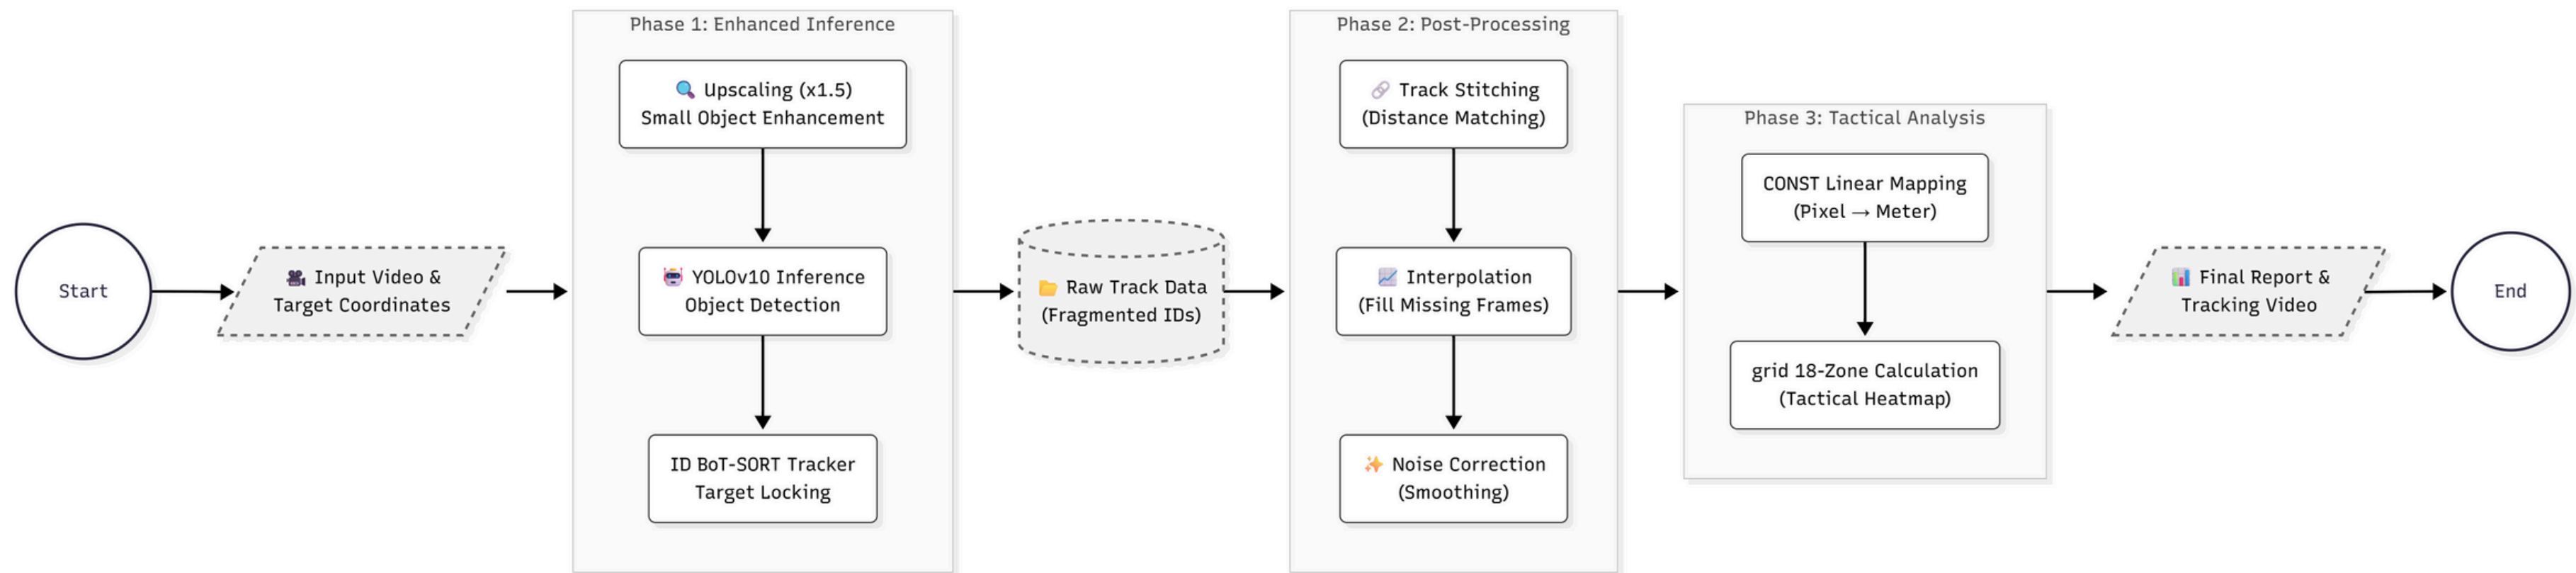 Start
Input Video &
Target Coordinates
Phase 1: Enhanced Inference
Upscaling (x1.5)
Small Object Enhancement
YOLOv10 Inference
Object Detection
ID BoT-SORT Tracker
Target Locking
Raw Track Data
(Fragmented IDs)
Phase 2: Post-Processing
Track Stitching
(Distance Matching)
Interpolation
(Fill Missing Frames)
Noise Correction
(Smoothing)
Phase 3: Tactical Analysis
CONST Linear Mapping
(Pixel → Meter)
grid 18-Zone Calculation
(Tactical Heatmap)
Final Report &
Tracking Video
End